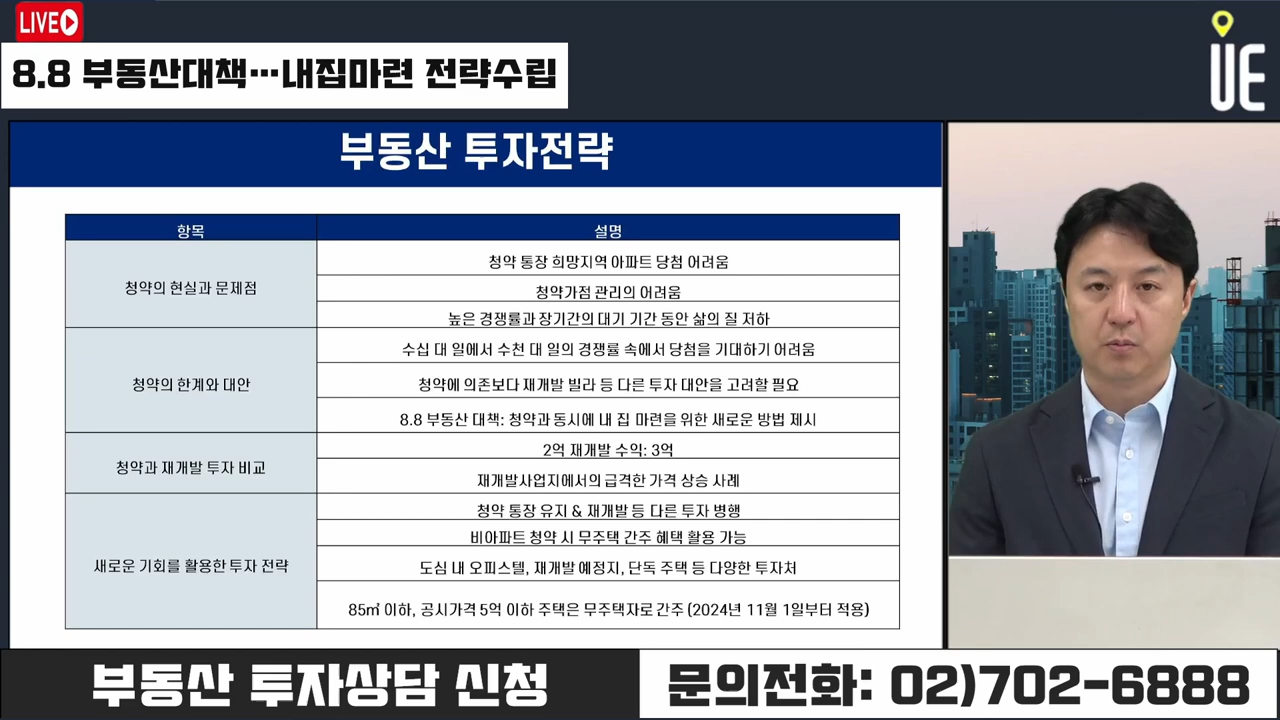 LIVE
8.8 부동산대책…내집마련 전략수립
UE
부동산 투자전략
항목
설명
청약의 현실과 문제점
청약 통장 희망지역 아파트 당첨 어려움
청약가점 관리의 어려움
높은 경쟁률과 장기간의 대기 기간 동안 삶의 질 저하
청약의 한계와 대안
수십 대 일에서 수천 대 일의 경쟁률 속에서 당첨을 기대하기 어려움
청약에 의존보다 재개발 빌라 등 다른 투자 대안을 고려할 필요
8.8 부동산 대책: 청약과 동시에 내 집 마련을 위한 새로운 방법 제시
청약과 재개발 투자 비교
2억 재개발 수익: 3억
재개발사업지에서의 급격한 가격 상승 사례
새로운 기회를 활용한 투자 전략
청약 통장 유지 & 재개발 등 다른 투자 병행
비아파트 청약 시 무주택 간주 혜택 활용 가능
도심 내 오피스텔, 재개발 예정지, 단독 주택 등 다양한 투자처
85㎡ 이하, 공시가격 5억 이하 주택은 무주택자로 간주 (2024년 11월 1일부터 적용)
부동산 투자상담 신청
문의전화: 02)702-6888